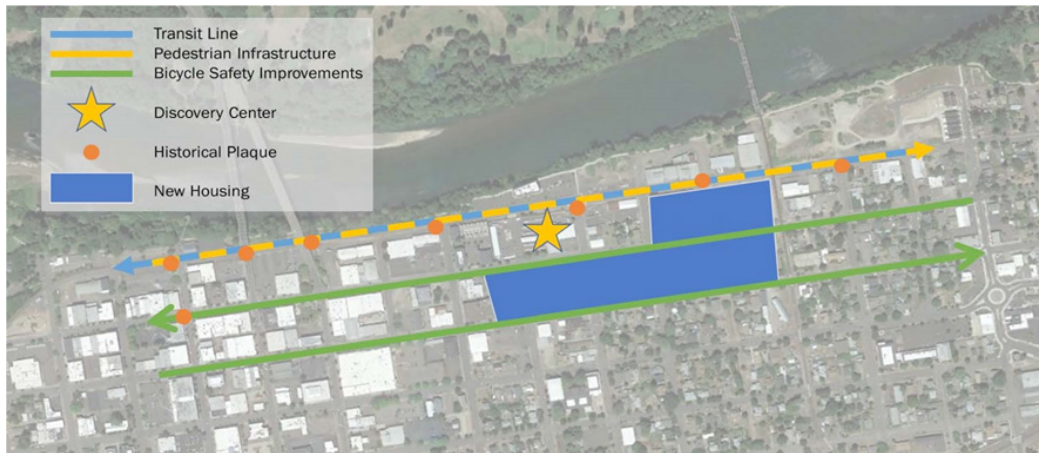 Transit Line
Pedestrian Infrastructure
Bicycle Safety Improvements
Discovery Center
Historical Plaque
New Housing